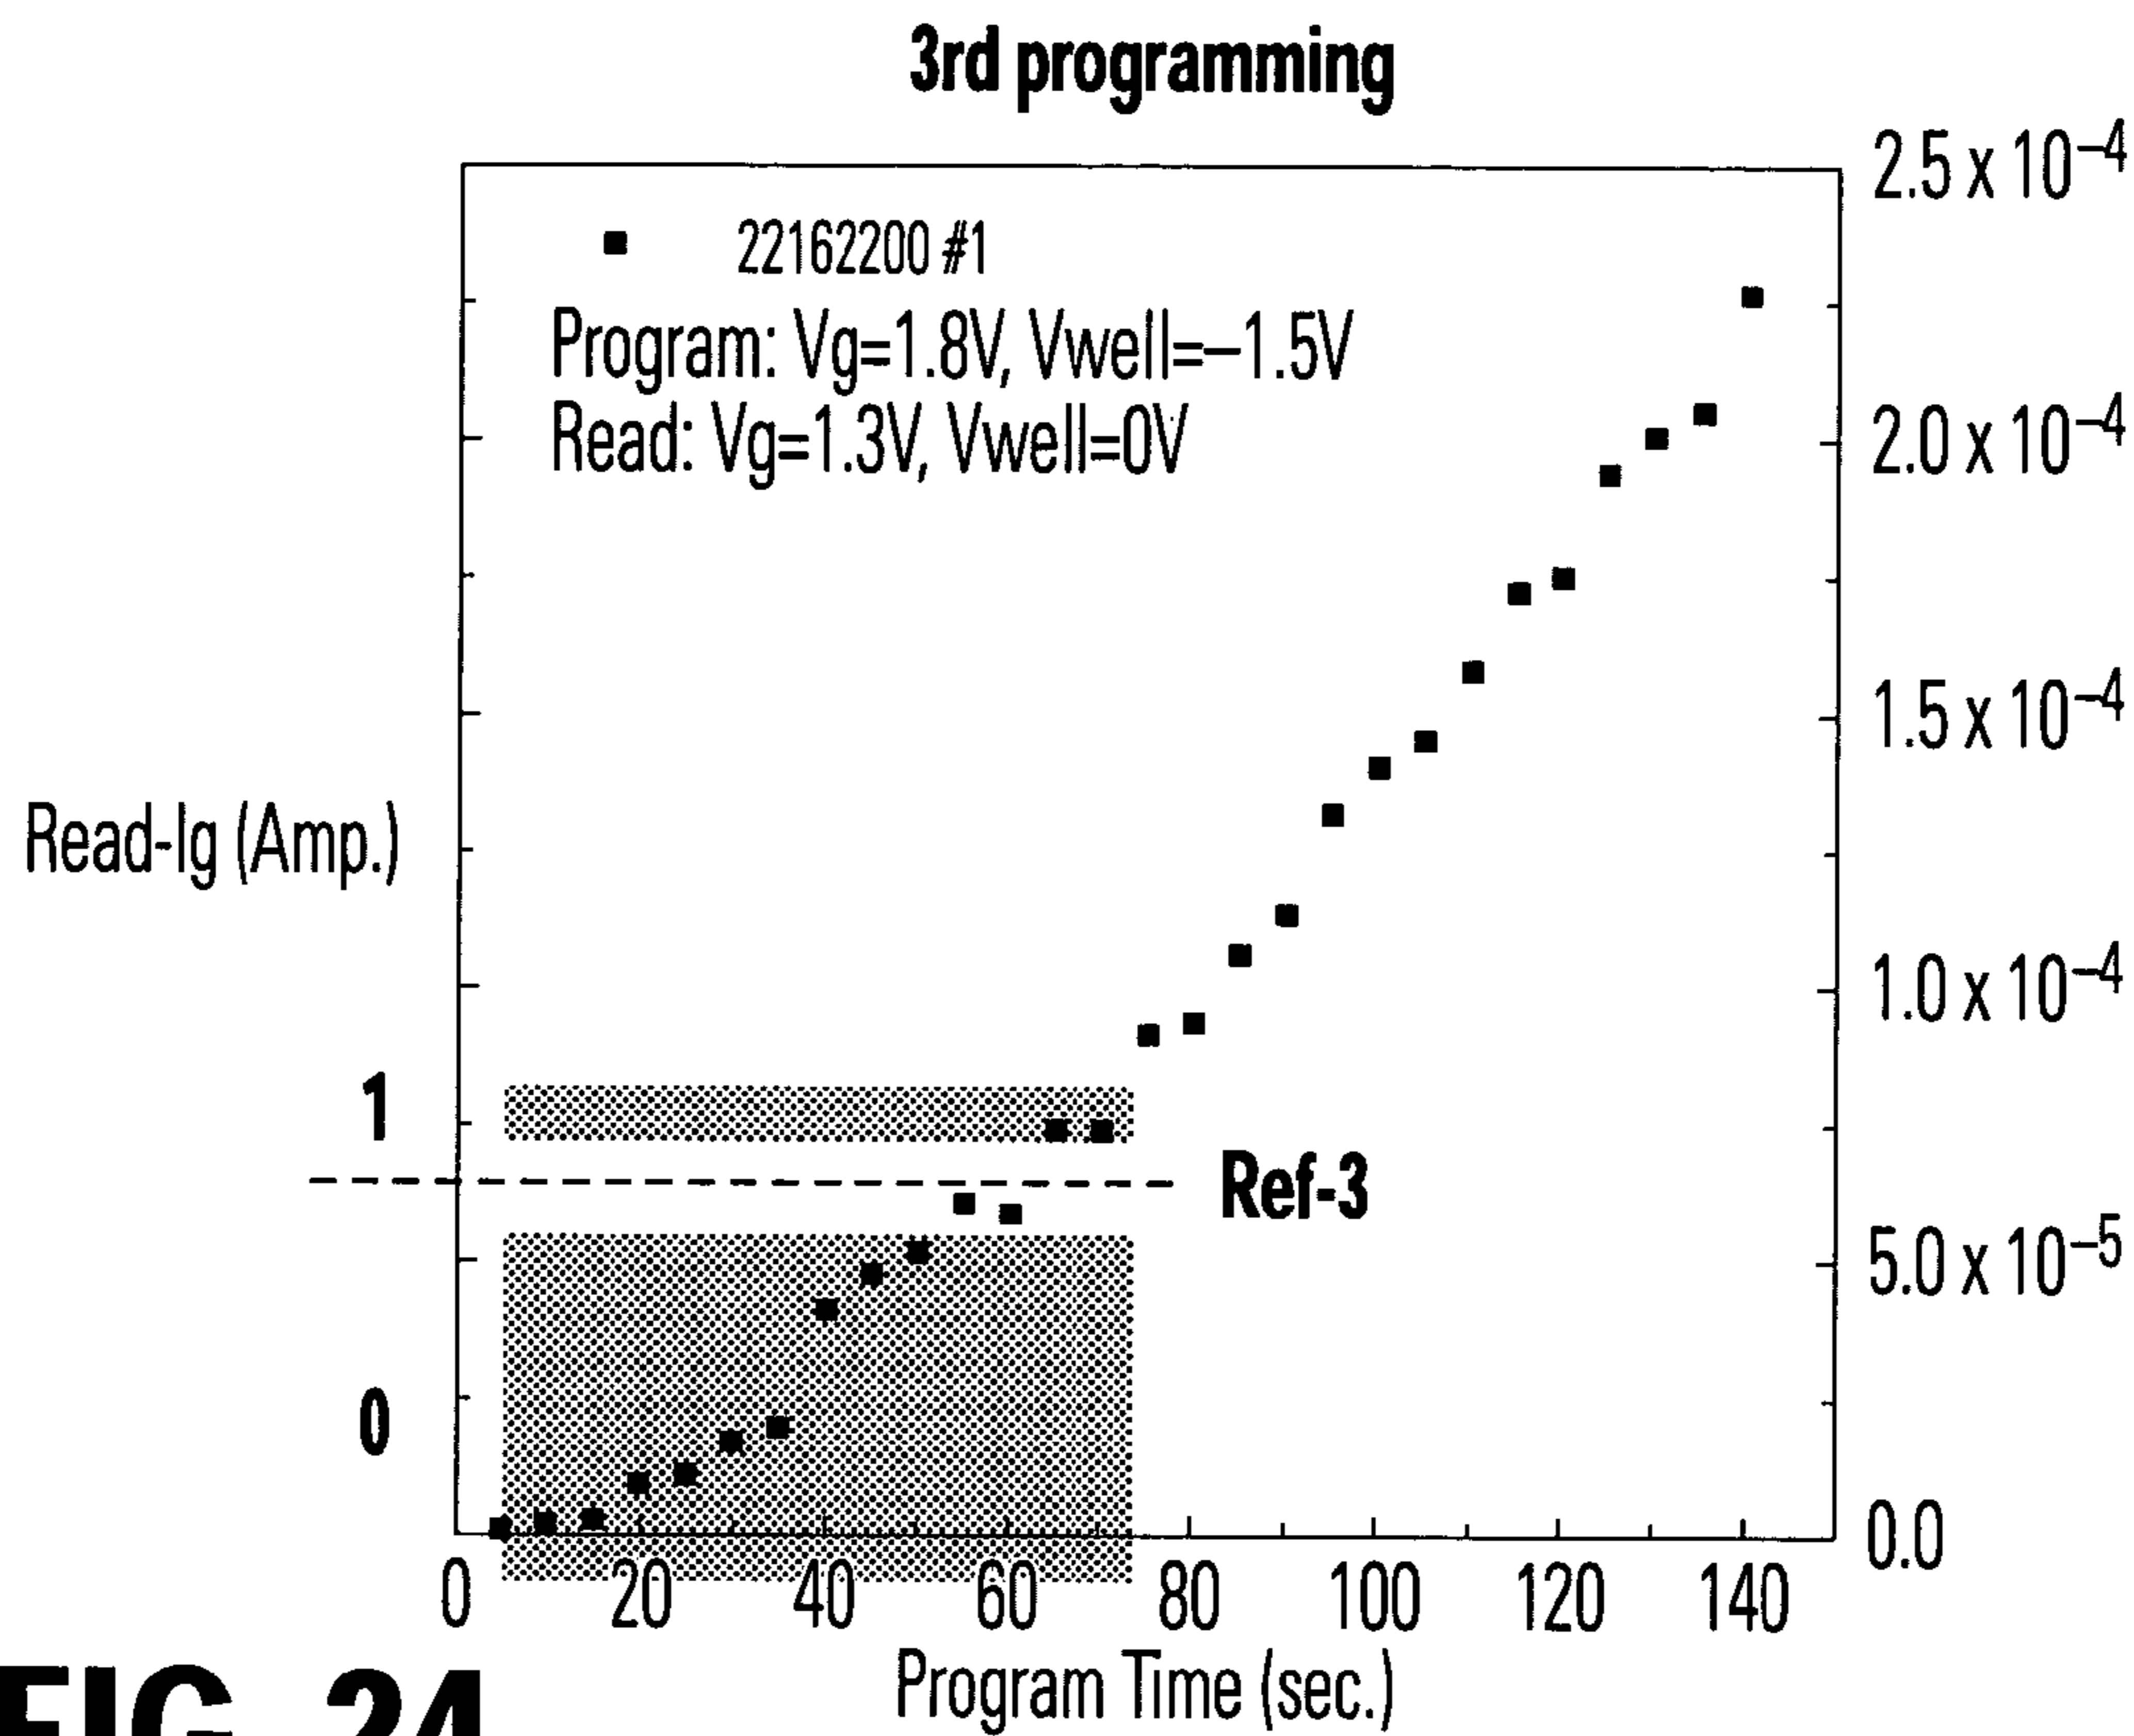 3rd programming
2.5 x 10–4
22162200 #1
Program: Vg=1.8V, Vwell=–1.5V
Read: Vg=1.3V, Vwell=0V
2.0 x 10–4
1.5 x 10–4
Read-Ig (Amp.)
1.0 x 10–4
1
Ref-3
5.0 x 10–5
0
0.0
0 20 40 60 80 100 120 140
Program Time (sec.)
FIG. 24